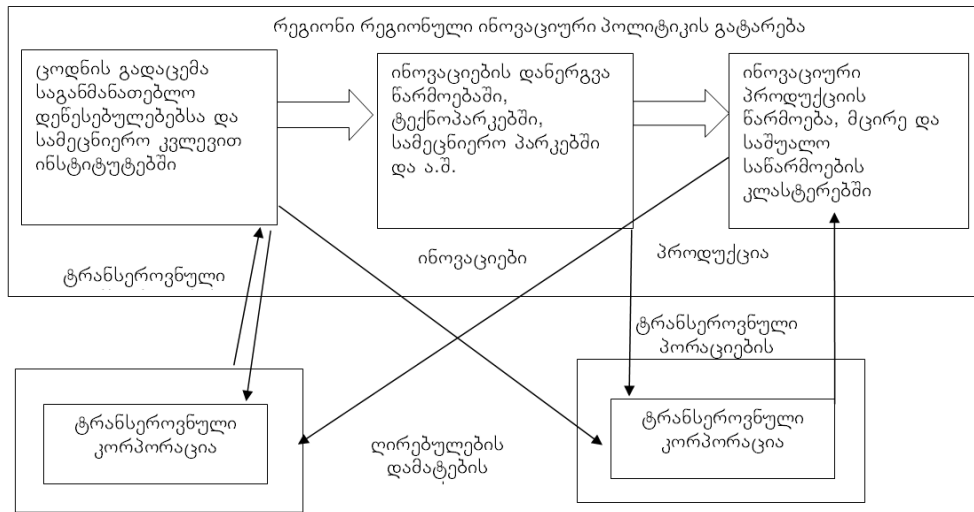 რეგიონი რეგიონული ინოვაციური პოლიტიკის გატარება
ცოდნის გადაცემა
საგანმანათებლო
დეწესებულებებსა და
სამეცნიერო კვლევით
ინსტიტუტებში
ინოვაციების დანერგვა
წარმოებაში,
ტექნოპარკებში,
სამეცნიერო პარკებში
და ა.შ.
ინოვაციური
პროდუქციის
წარმოება, მცირე და
საშუალო
საწარმოების
კლასტერებში
ტრანსეროვნული
ინოვაციები
პროდუქცია
ტრანსეროვნული
პორაციების
ტრანსეროვნული
კორპორაცია
ღირებულების
დამატების
ტრანსეროვნული
კორპორაცია